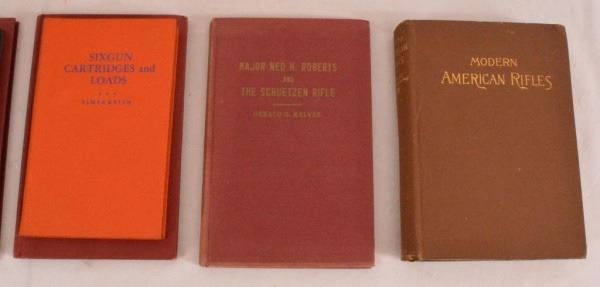 SIXGUN
CARTRIDGES and
LOADS
ELMER KEITH
MAJOR NED H. ROBERTS
AND
THE SCHUETZEN RIFLE
GERALD O. KELVER
MODERN
AMERICAN RIFLES